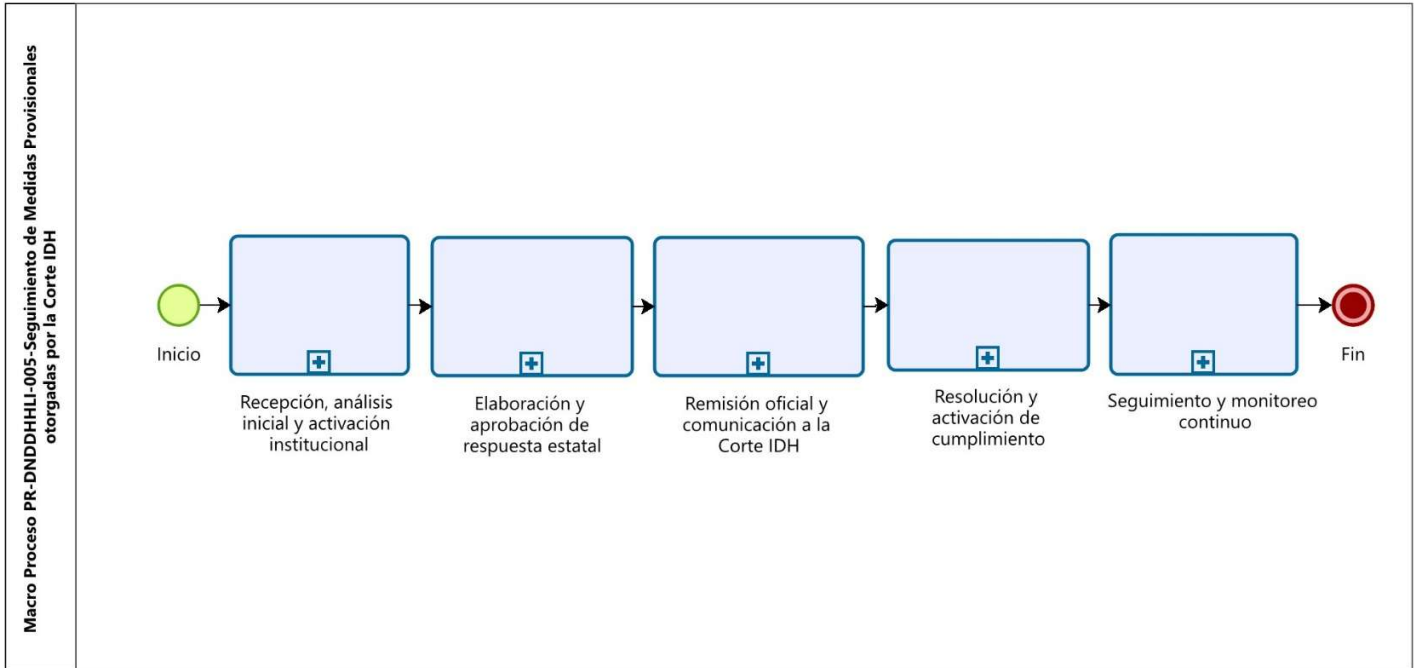 Macro Proceso PR-DNDDHHLI-005-Seguimiento de Medidas Provisionales
otorgadas por la Corte IDH
Inicio
Recepción, análisis
inicial y activación
institucional
Elaboración y
aprobación de
respuesta estatal
Remisión oficial y
comunicación a la
Corte IDH
Resolución y
activación de
cumplimiento
Seguimiento y monitoreo
continuo
Fin